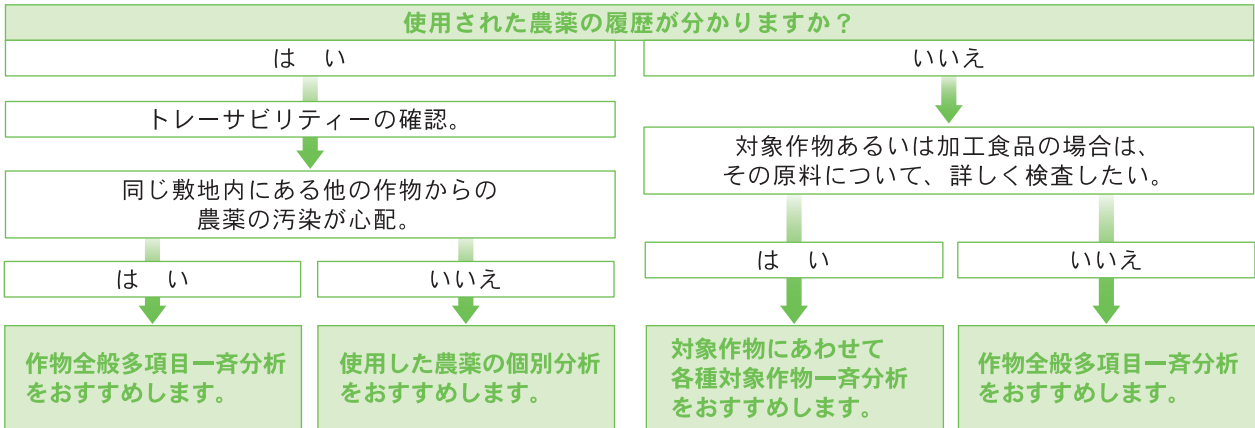 使用された農薬の履歴が分かりますか？
は い
トレーサビリティーの確認。
同じ敷地内にある他の作物からの
農薬の汚染が心配。
は い
作物全般多項目一斉分析
をおすすめします。
いいえ
使用した農薬の個別分析
をおすすめします。
いいえ
対象作物あるいは加工食品の場合は、
その原料について、詳しく検査したい。
は い
対象作物にあわせて
各種対象作物一斉分析
をおすすめします。
いいえ
作物全般多項目一斉分析
をおすすめします。